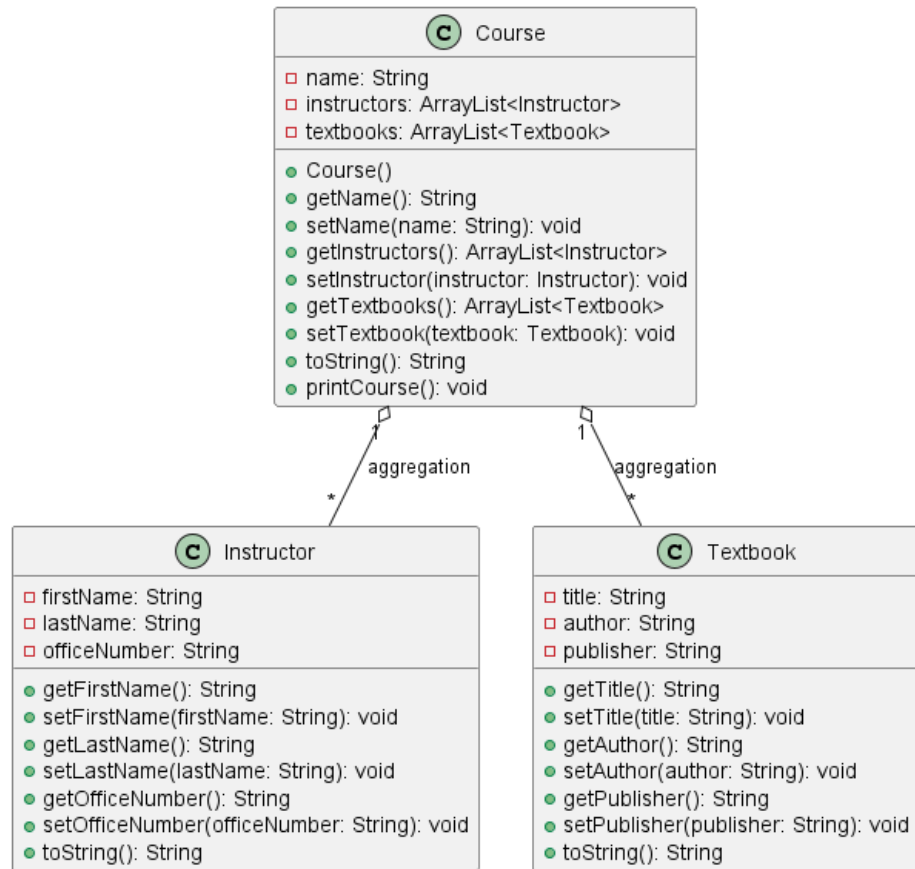 C Course
name: String
instructors: ArrayList<Instructor>
textbooks: ArrayList<Textbook>
Course()
getName(): String
setName(name: String): void
getInstructors(): ArrayList<Instructor>
setInstructor(instructor: Instructor): void
getTextbooks(): ArrayList<Textbook>
setTextbook(textbook: Textbook): void
toString(): String
printCourse(): void
1
1
aggregation
aggregation
*
*
C Instructor
firstName: String
lastName: String
officeNumber: String
getFirstName(): String
setFirstName(firstName: String): void
getLastName(): String
setLastName(lastName: String): void
getOfficeNumber(): String
setOfficeNumber(officeNumber: String): void
toString(): String
C Textbook
title: String
author: String
publisher: String
getTitle(): String
setTitle(title: String): void
getAuthor(): String
setAuthor(author: String): void
getPublisher(): String
setPublisher(publisher: String): void
toString(): String